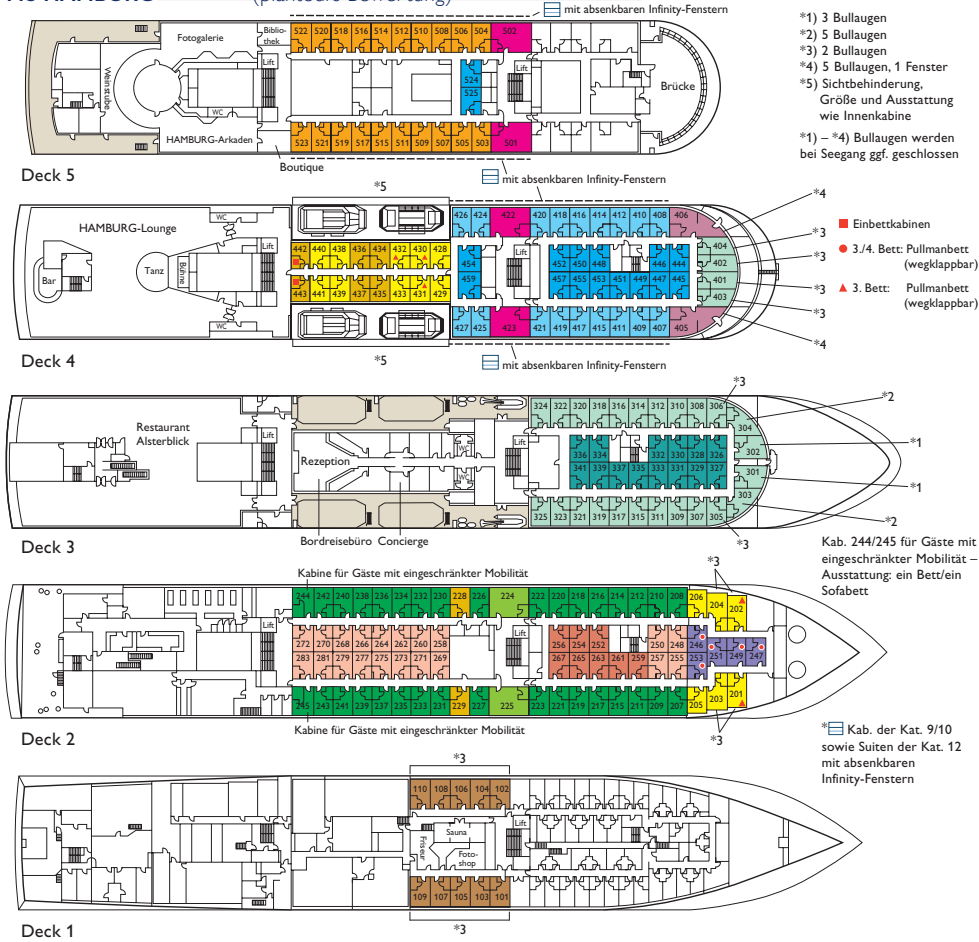 mit absenkbaren Infinity-Fenstern
*1) 3 Bullaugen
*2) 5 Bullaugen
*3) 2 Bullaugen
*4) 5 Bullaugen, 1 Fenster
*5) Sichtbehinderung,
Größe und Ausstattung
wie Innenkabine
*1) – *4) Bullaugen werden
bei Seegang ggf. geschlossen
Fotogalerie
Biblio-
thek
Lift
Weinstube
WC
HAMBURG-Arkaden
Boutique
522 520 518 516 514 512 510 508 506 504 502
524
525
523 521 519 517 515 511 509 507 505 503 501
Lift
Brücke
Deck 5
mit absenkbaren Infinity-Fenstern
*5
*4
*3
*3
*3
*3
*4
HAMBURG-Lounge
WC
Lift
Bar
Tanz
Bühne
WC
442 440 438 436 434 432 430 428
443 441 439 437 435 433 431 429
426 424 422 420 418 416 414 412 410 408 406
454 452 450 448 446 444
459 457 455 453 451 449 447 445
427 425 423 421 419 417 415 411 409 407 405
404
402
401
403
Lift
Einbettkabinen
3./4. Bett: Pullmanbett
(wegklappbar)
3. Bett: Pullmanbett
(wegklappbar)
Deck 4
*5
mit absenkbaren Infinity-Fenstern
*3
*2
*1
*1
*2
*3
Restaurant
Alsterblick
Lift
Rezeption
WC
WC
Lift
324 322 320 318 316 314 312 310 308 306
304
302
301
303
336 334 332 330 328 326
341 339 337 335 333 331 329 327
325 323 321 319 317 315 311 309 307 305
Bordreisebüro
Concierge
Deck 3
Kab. 244/245 für Gäste mit
eingeschränkter Mobilität –
Ausstattung: ein Bett/ein
Sofabett
Kabine für Gäste mit eingeschränkter Mobilität
*3
244 242 240 238 236 234 232 230 228 226 224 222 220 218 216 214 212 210 208 206 204 202
Lift
272 270 268 266 264 262 260 258
283 281 279 277 275 273 271 269
Lift
256 254 252 250 248 246
267 265 263 261 259 257 255 253
251 249 247
245 243 241 239 237 235 233 231 229 227 225 223 221 219 217 215 211 209 207 205 203 201
Kabine für Gäste mit eingeschränkter Mobilität
*3
Deck 2
* Kab. der Kat. 9/10
sowie Suiten der Kat. 12
mit absenkbaren
Infinity-Fenstern
*3
110 108 106 104 102
Lift
Friseur
Sauna
Foto-
shop
Lift
109 107 105 103 101
*3
Deck 1